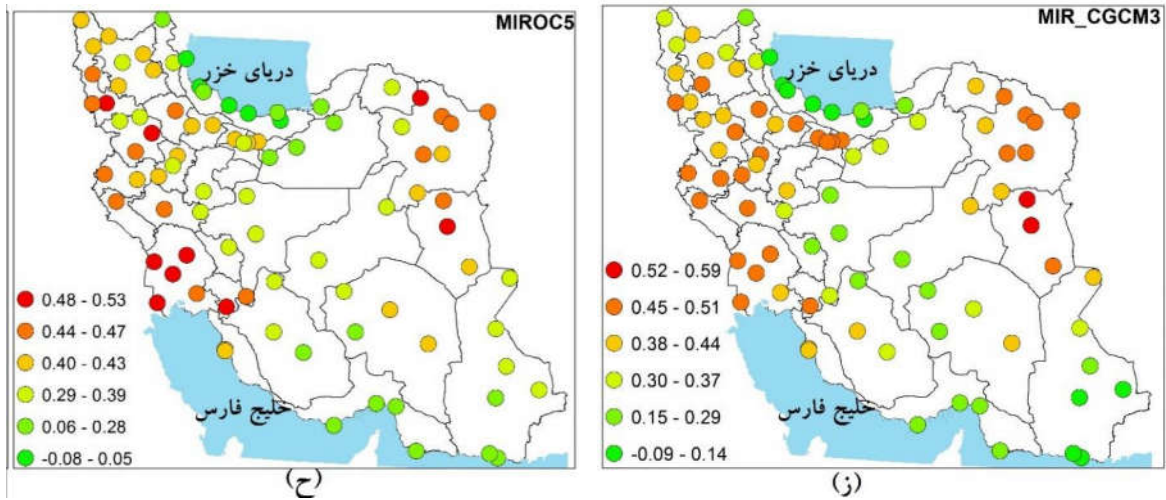 MIROC5
دریای خزر
0.48 - 0.53
0.44 - 0.47
0.40 - 0.43
0.29 - 0.39
0.06 - 0.28
-0.08 - 0.05
خلیج فارس
(ح)
MIR_CGCM3
دریای خزر
0.52 - 0.59
0.45 - 0.51
0.38 - 0.44
0.30 - 0.37
0.15 - 0.29
-0.09 - 0.14
خلیج فارس
(ز)